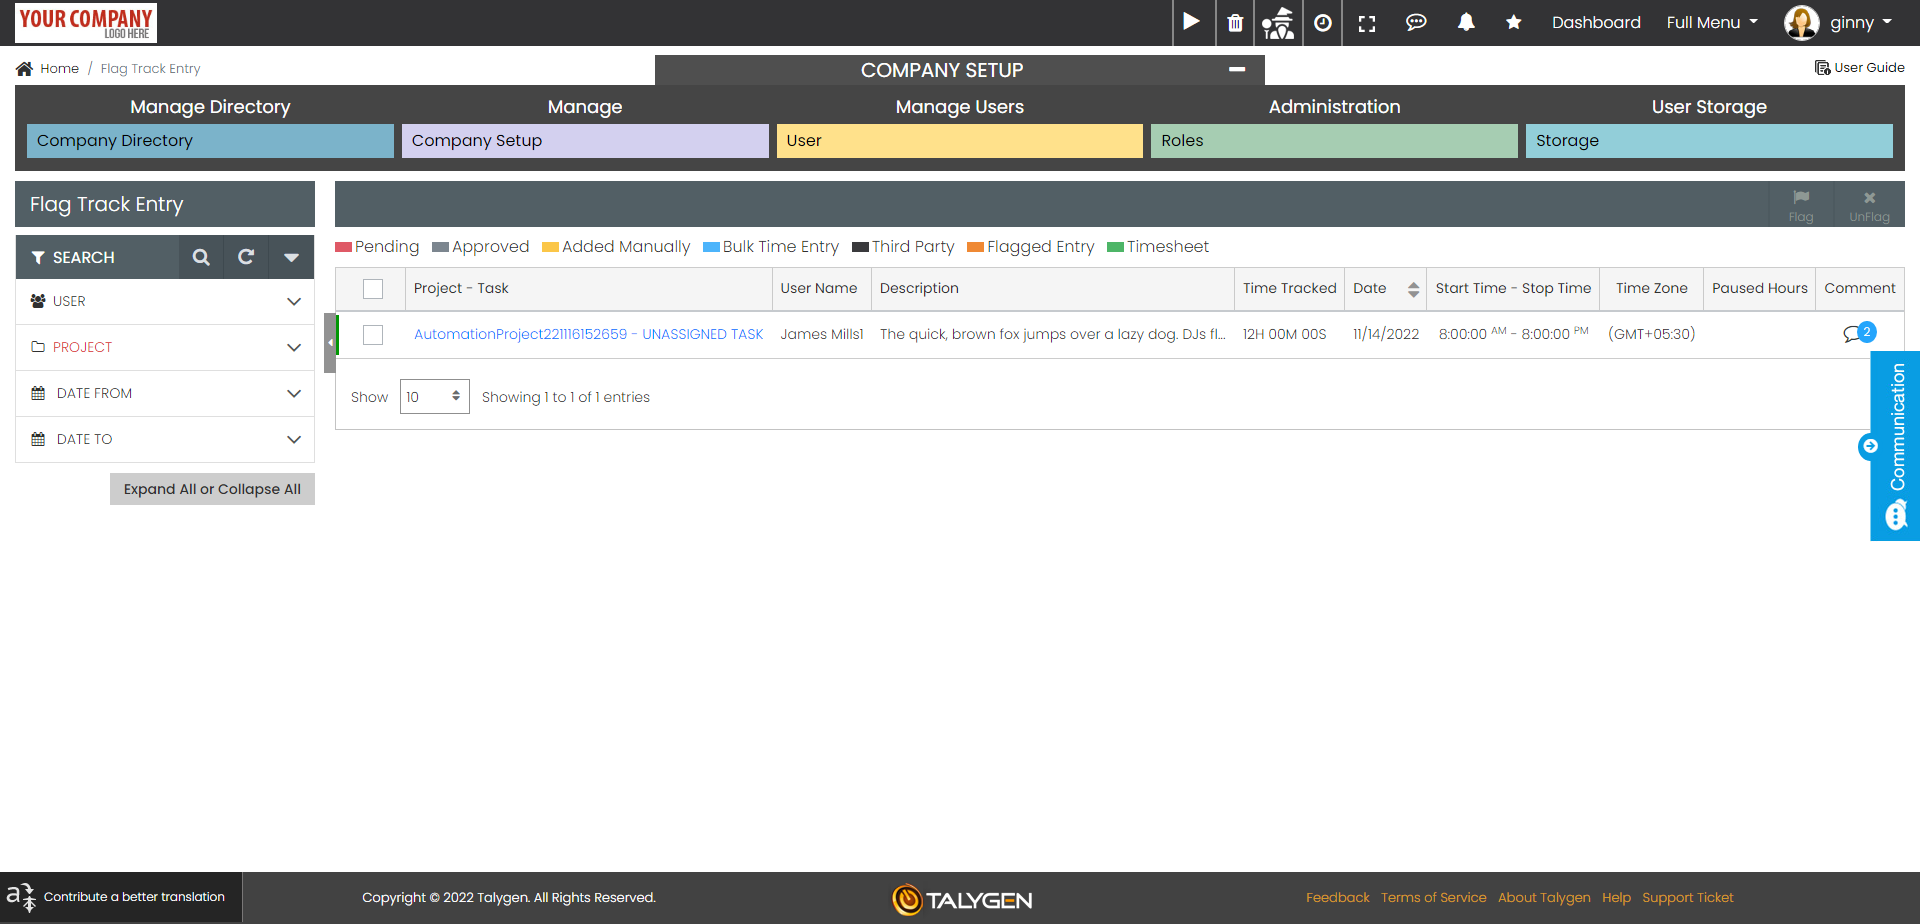 YOUR COMPANY
LOGO HERE
Dashboard
Full Menu
ginny
Home / Flag Track Entry
COMPANY SETUP
User Guide
Manage Directory
Manage
Manage Users
Administration
User Storage
Company Directory
Company Setup
User
Roles
Storage
Flag Track Entry
Flag
UnFlag
SEARCH
USER
PROJECT
DATE FROM
DATE TO
Expand All or Collapse All
Pending Approved Added Manually Bulk Time Entry Third Party Flagged Entry Timesheet
Project - Task User Name Description Time Tracked Date Start Time - Stop Time Time Zone Paused Hours Comment
AutomationProject221116152659 - UNASSIGNED TASK James Mills1 The quick, brown fox jumps over a lazy dog. DJs fl... 12H 00M 00S 11/14/2022 8:00:00 AM - 8:00:00 PM (GMT+05:30) 2
Show 10 Showing 1 to 1 of 1 entries
Communication
Contribute a better translation
Copyright © 2022 Talygen. All Rights Reserved.
TALYGEN
Feedback Terms of Service About Talygen Help Support Ticket